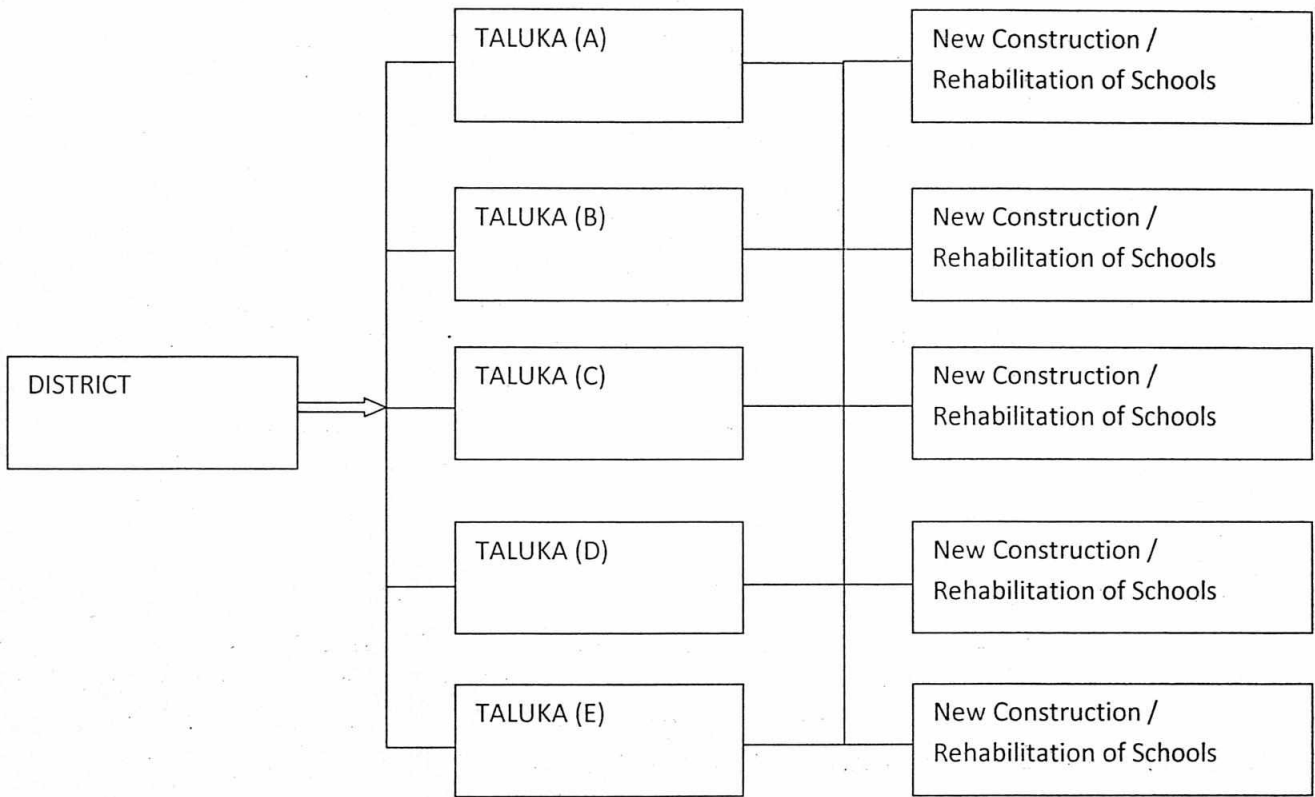 TALUKA (A)
New Construction /
Rehabilitation of Schools
TALUKA (B)
New Construction /
Rehabilitation of Schools
DISTRICT
TALUKA (C)
New Construction /
Rehabilitation of Schools
TALUKA (D)
New Construction /
Rehabilitation of Schools
TALUKA (E)
New Construction /
Rehabilitation of Schools